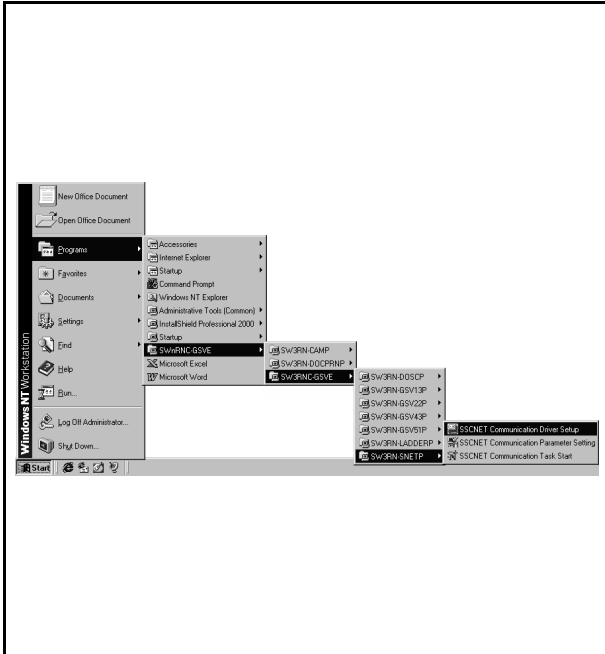 New Office Document
Open Office Document
Programs
Favorites
Documents
Settings
Find
Help
Run...
Log Off Administrator...
Shut Down...
Windows NT Workstation
Start
Accessories
Internet Explorer
Startup
Command Prompt
Windows NT Explorer
Administrative Tools (Common)
InstallShield Professional 2000
Startup
SWnRNC-GSVE
Microsoft Excel
Microsoft Word
SW3RN-CAMP
SW3RN-DOCPRNP
SW3RNC-GSVE
SW3RN-DOSCP
SW3RN-GSV13P
SW3RN-GSV22P
SW3RN-GSV43P
SW3RN-GSV51P
SW3RN-LADDERP
SW3RN-SNETP
SSCNET Communication Driver Setup
SSCNET Communication Parameter Setting
SSCNET Communication Task Start